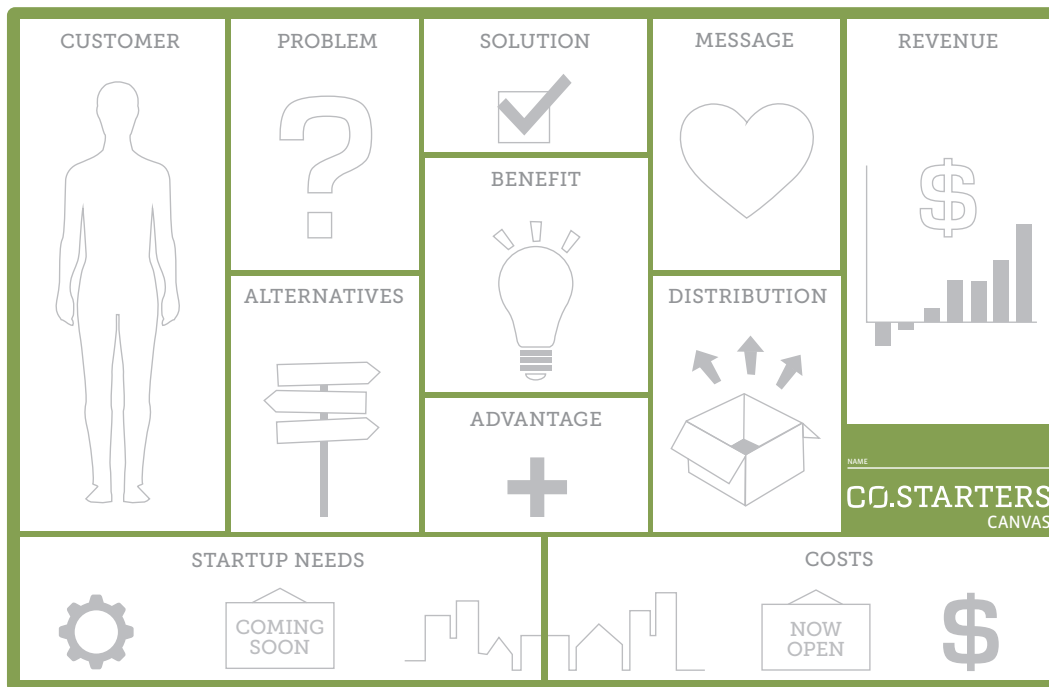 CUSTOMER
PROBLEM
SOLUTION
MESSAGE
REVENUE
$
?
BENEFIT
ALTERNATIVES
DISTRIBUTION
ADVANTAGE
NAME
CO.STARTERS
CANVAS
STARTUP NEEDS
COSTS
COMING
SOON
NOW
OPEN
$